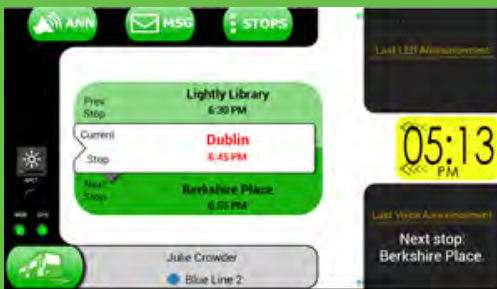 ANN
MSG
STOPS
Last LED Announcement
Prev
Stop
Lightly Library
6:30 PM
Current
Stop
Dublin
6:45 PM
Next
Stop
Berkshire Place
6:55 PM
05:13
PM
Last Voice Announcement
Next stop:
Berkshire Place.
Julie Crowder
Blue Line 2